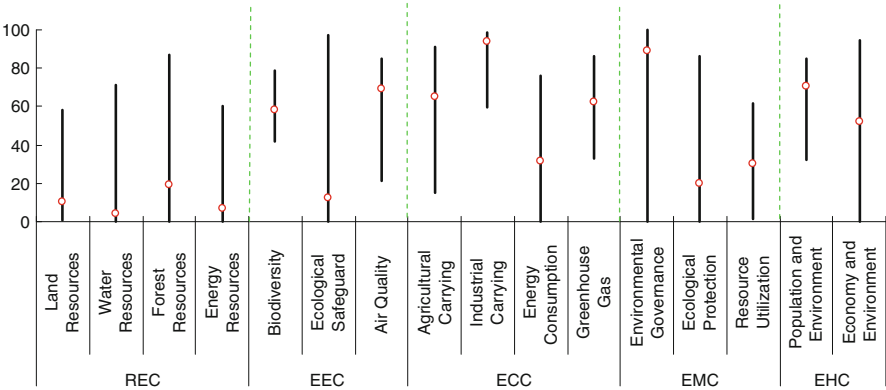 100
80
60
40
20
0
Land
Resources
Water
Resources
Forest
Resources
Energy
Resources
Biodiversity
Ecological
Safeguard
Air Quality
Agricultural
Carrying
Industrial
Carrying
Energy
Consumption
Greenhouse
Gas
Environmental
Governance
Ecological
Protection
Resource
Utilization
Population and
Environment
Economy and
Environment
REC
EEC
ECC
EMC
EHC